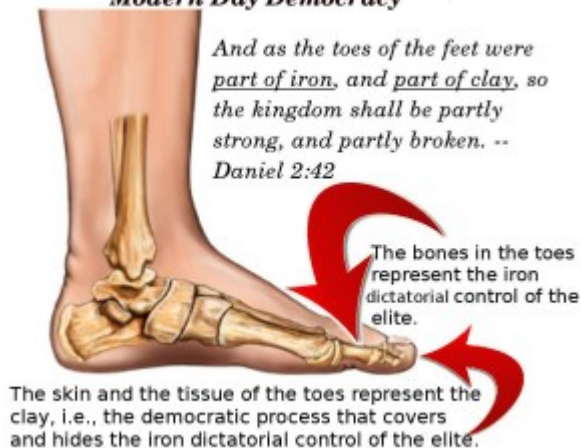 Modern Day Democracy
And as the toes of the feet were
part of iron, and part of clay, so
the kingdom shall be partly
strong, and partly broken. --
Daniel 2:42
The bones in the toes
represent the iron
dictatorial control of the
elite.
The skin and the tissue of the toes represent the
clay, i.e., the democratic process that covers
and hides the iron dictatorial control of the elite.